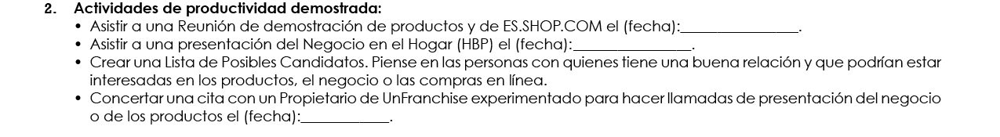 2. Actividades de productividad demostrada:
• Asistir a una Reunión de demostración de productos y de ES.SHOP.COM el (fecha):________________.
• Asistir a una presentación del Negocio en el Hogar (HBP) el (fecha):________________.
• Crear una Lista de Posibles Candidatos. Piense en las personas con quienes tiene una buena relación y que podrían estar
interesadas en los productos, el negocio o las compras en línea.
• Concertar una cita con un Propietario de UnFranchise experimentado para hacer llamadas de presentación del negocio
o de los productos el (fecha):____________.